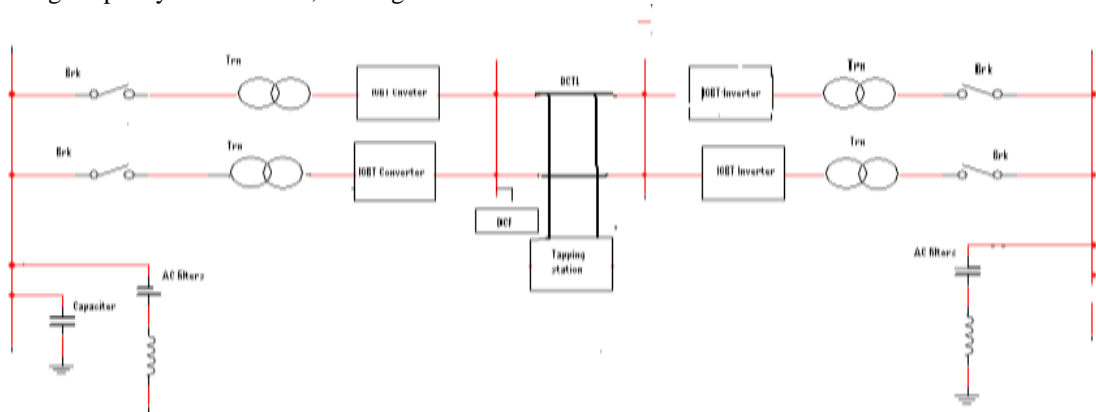 Brk
Trn
IGBT Conveter
DCTL
IGBT-Inverter
Trn
Brk
Brk
Trn
IGBT Converter
IGBT Inverter
Trn
Brk
DCF
Tapping
station
AC filters
Capacitor
AC filters